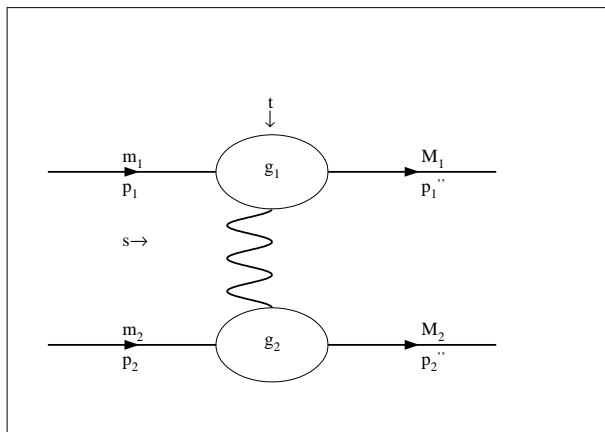 t
↓
m₁ M₁
g₁
p₁ p₁''
s→
m₂ M₂
g₂
p₂ p₂''